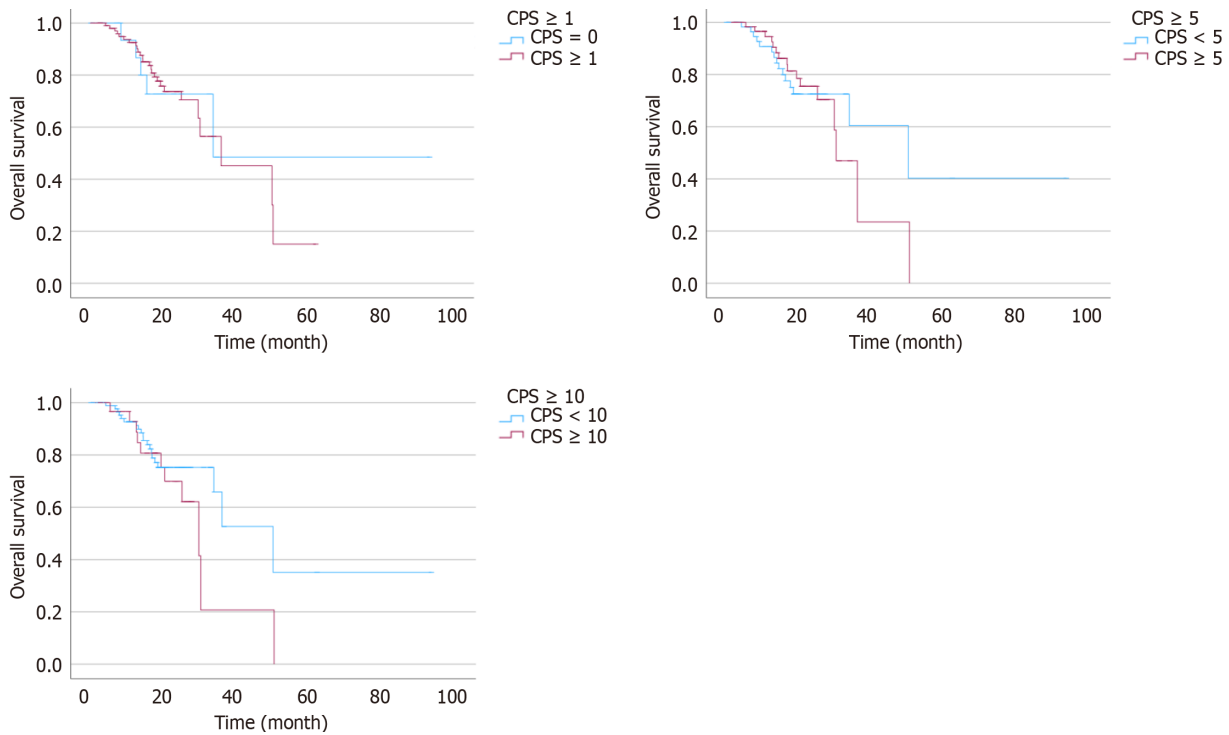 CPS ≥ 1
CPS = 0
CPS ≥ 1
1.0
0.8
0.6
0.4
0.2
0.0
Overall survival
0 20 40 60 80 100
Time (month)
CPS ≥ 5
CPS < 5
CPS ≥ 5
1.0
0.8
0.6
0.4
0.2
0.0
Overall survival
0 20 40 60 80 100
Time (month)
CPS ≥ 10
CPS < 10
CPS ≥ 10
1.0
0.8
0.6
0.4
0.2
0.0
Overall survival
0 20 40 60 80 100
Time (month)